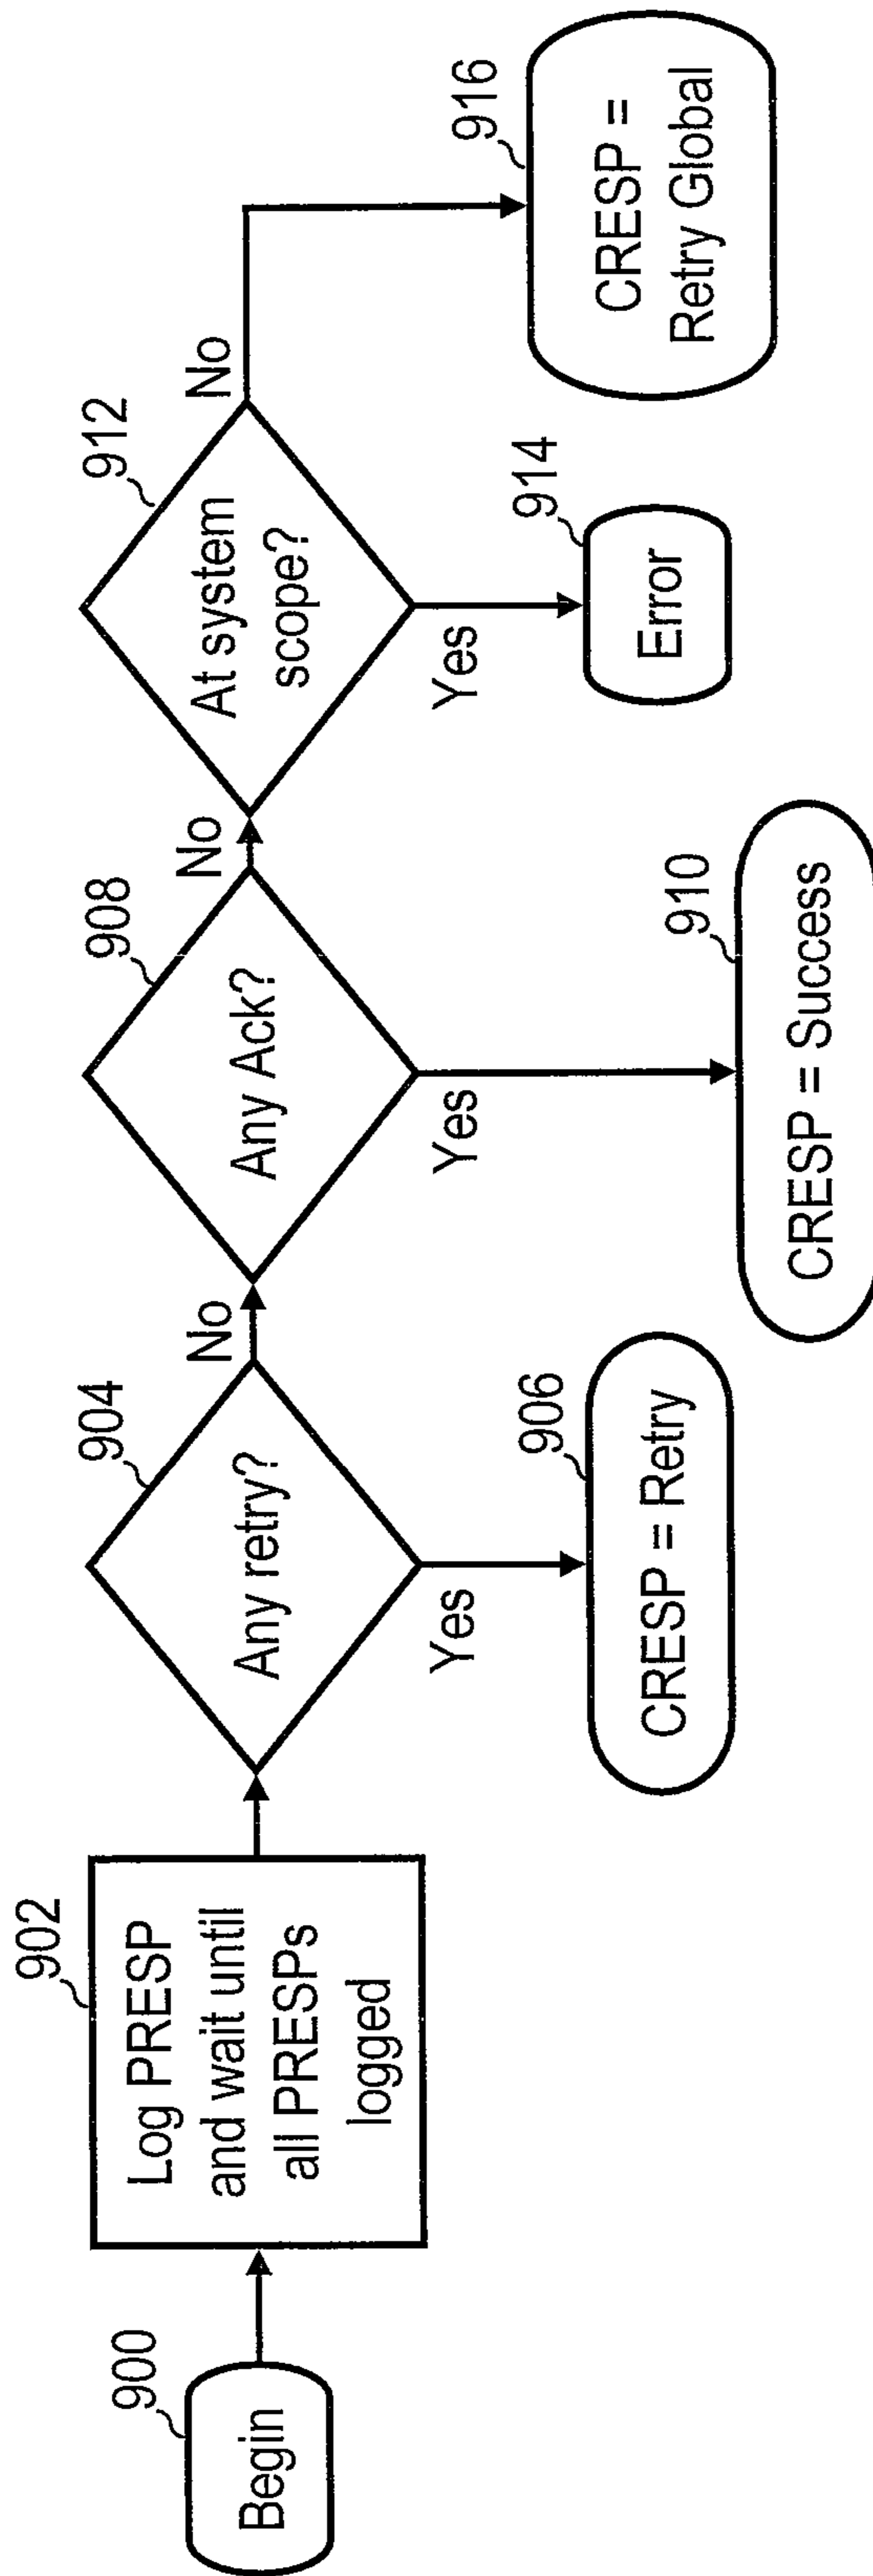 900
Begin
902
Log PRESP
and wait until
all PRESPs
logged
904
Any retry?
No
Yes
906
CRESP = Retry
908
Any Ack?
No
Yes
910
CRESP = Success
912
At system
scope?
No
Yes
914
Error
916
CRESP =
Retry Global